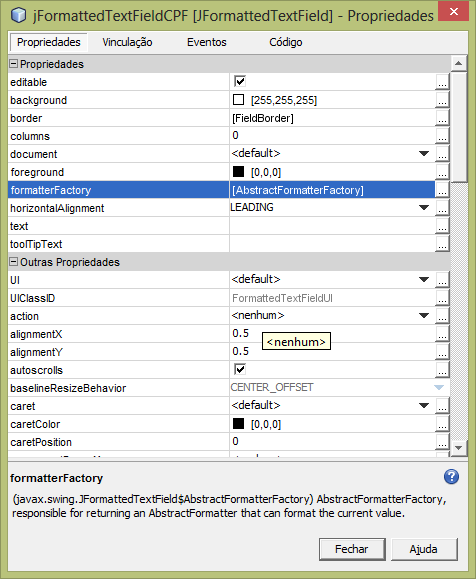 jFormattedTextFieldCPF [JFormattedTextField] - Propriedades
Propriedades Vinculação Eventos Código
Propriedades
editable ...
background [255,255,255] ...
border [FieldBorder] ...
columns 0 ...
document <default> ...
foreground [0,0,0] ...
formatterFactory [AbstractFormatterFactory] ...
horizontalAlignment LEADING ...
text ...
toolTipText ...
Outras Propriedades
UI <default> ...
UIClassID FormattedTextFieldUI ...
action <nenhum> ...
alignmentX 0.5 ...
<nenhum>
alignmentY 0.5 ...
autoscrolls ...
baselineResizeBehavior CENTER_OFFSET ...
caret <default> ...
caretColor [0,0,0] ...
caretPosition 0 ...
formatterFactory
(javax.swing.JFormattedTextField$AbstractFormatterFactory) AbstractFormatterFactory,
responsible for returning an AbstractFormatter that can format the current value.
Fechar Ajuda